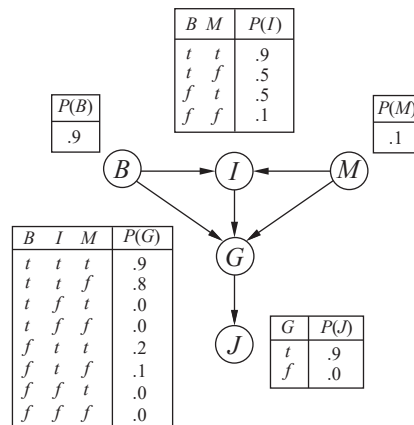 B M P(I)
t t .9
t f .5
f t .5
f f .1
P(B)
.9
P(M)
.1
B
I
M
B I M P(G)
t t t .9
t t f .8
t f t .0
t f f .0
f t t .2
f t f .1
f f t .0
f f f .0
G
J
G P(J)
t .9
f .0